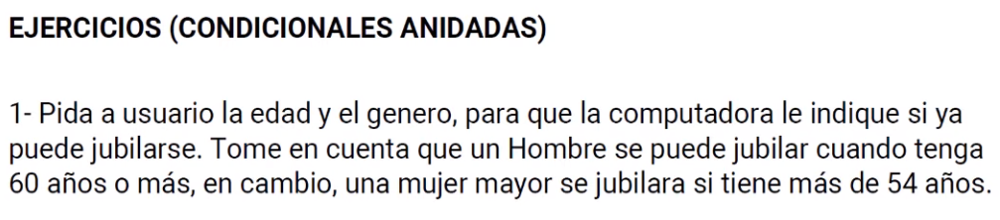 EJERCICIOS (CONDICIONALES ANIDADAS)
1- Pida a usuario la edad y el genero, para que la computadora le indique si ya
puede jubilarse. Tome en cuenta que un Hombre se puede jubilar cuando tenga
60 años o más, en cambio, una mujer mayor se jubilara si tiene más de 54 años.